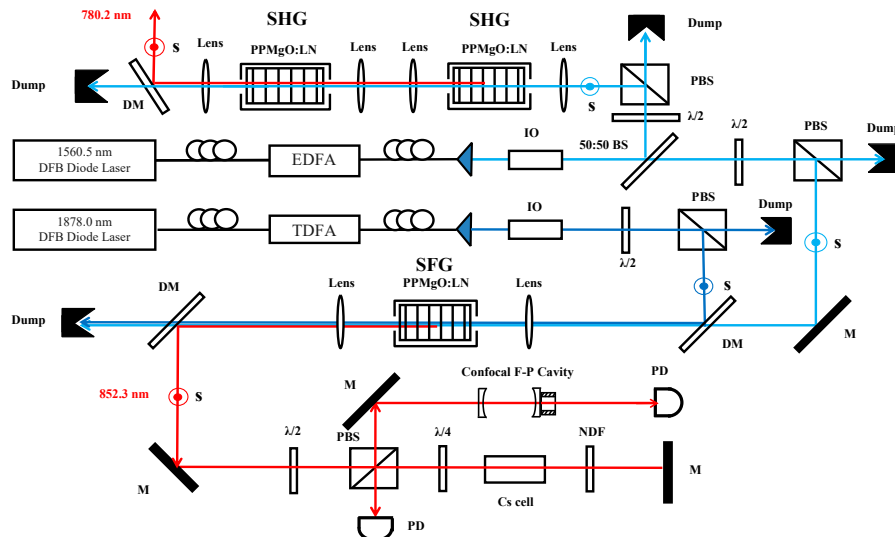 SHG
SHG
780.2 nm
S
Lens
PPMgO:LN
Lens
Lens
PPMgO:LN
Lens
Dump
Dump
DM
S
PBS
λ/2
1560.5 nm
DFB Diode Laser
EDFA
IO
50:50 BS
λ/2
PBS
Dump
1878.0 nm
DFB Diode Laser
TDFA
IO
λ/2
PBS
Dump
S
S
SFG
PPMgO:LN
DM
Lens
Lens
Dump
DM
M
852.3 nm
S
M
Confocal F-P Cavity
PD
M
λ/2
PBS
λ/4
Cs cell
NDF
M
PD